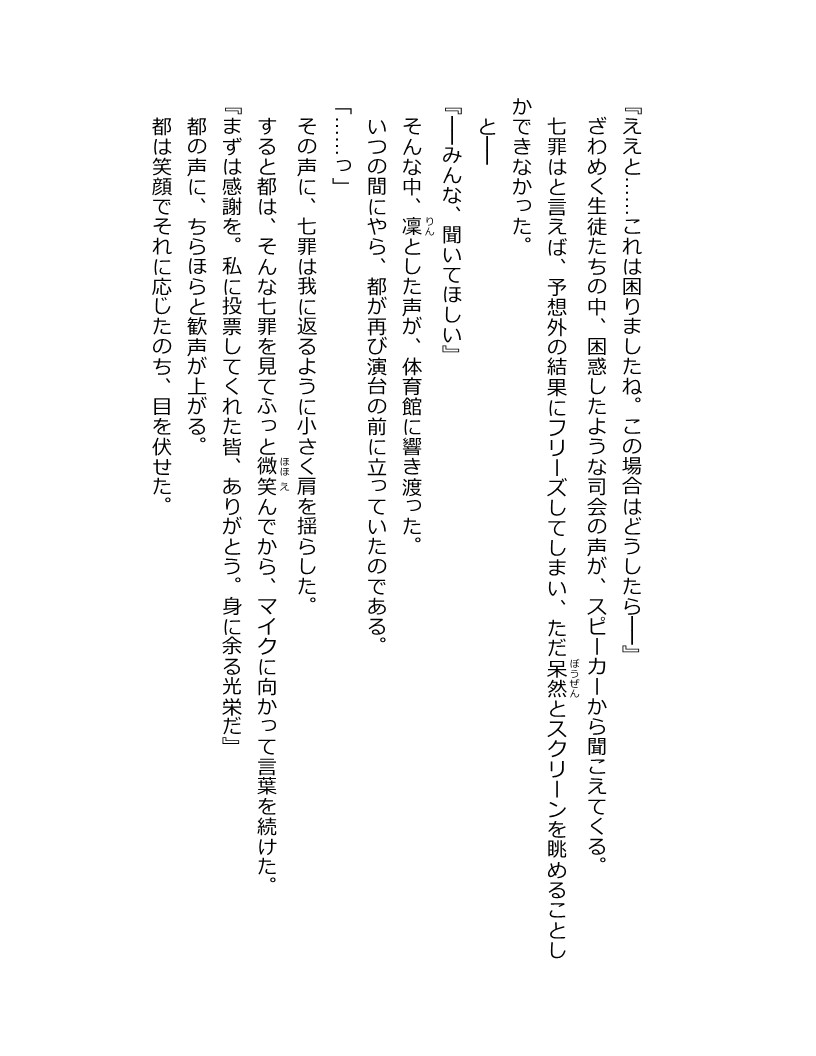 『ええと……これは困りましたね。この場合はどうしたら――』
ざわめく生徒たちの中、困惑したような司会の声が、スピーカーから聞こえてくる。
七罪はと言えば、予想外の結果にフリーズしてしまい、ただ呆然とスクリーンを眺めることし
かできなかった。
と――
『――みんな、聞いてほしい』
そんな中、凜とした声が、体育館に響き渡った。
いつの間にやら、都が再び演台の前に立っていたのである。
「……っ」
その声に、七罪は我に返るように小さく肩を揺らした。
すると都は、そんな七罪を見てふっと微笑んでから、マイクに向かって言葉を続けた。
『まずは感謝を。私に投票してくれた皆、ありがとう。身に余る光栄だ』
都の声に、ちらほらと歓声が上がる。
都は笑顔でそれに応じたのち、目を伏せた。